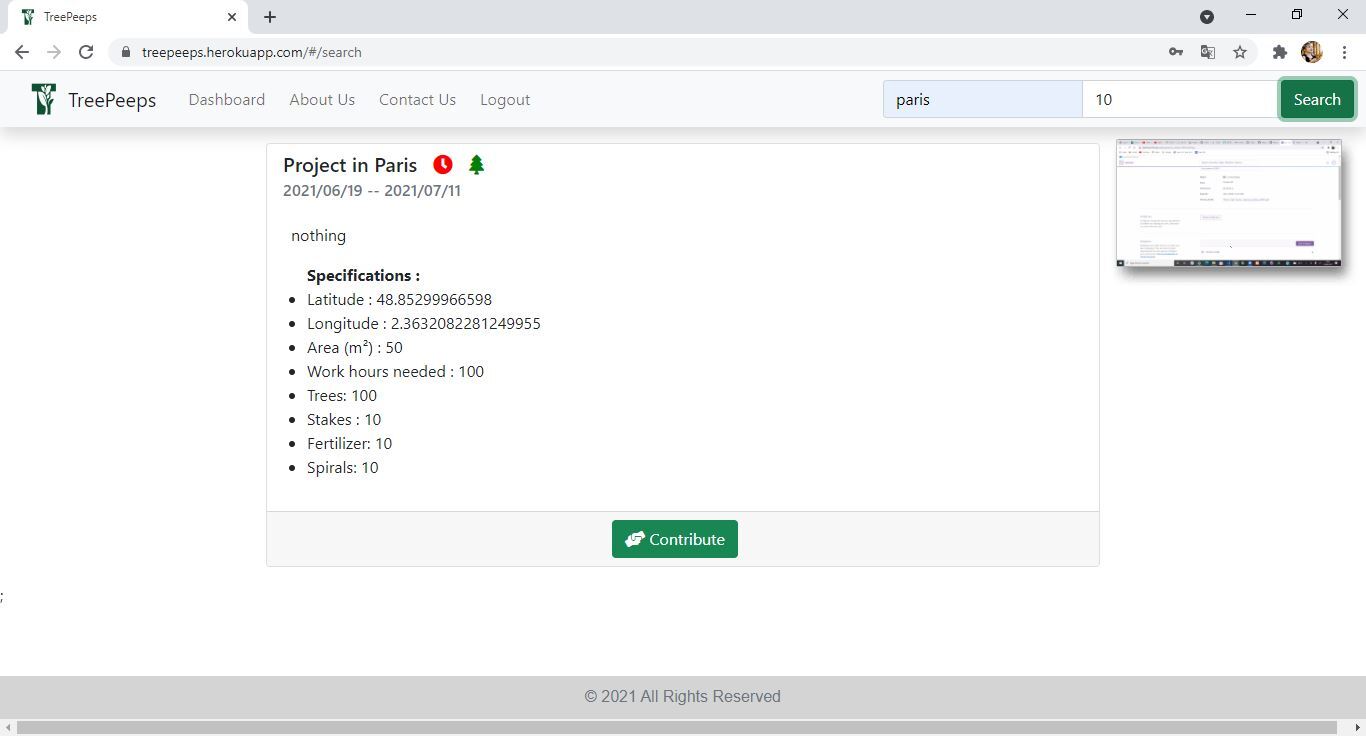 TreePeeps
treepeeps.herokuapp.com/#/search
TreePeeps Dashboard About Us Contact Us Logout paris 10 Search
Project in Paris
2021/06/19 -- 2021/07/11
nothing
Specifications :
Latitude : 48.85299966598
Longitude : 2.3632082281249955
Area (m²) : 50
Work hours needed : 100
Trees: 100
Stakes : 10
Fertilizer: 10
Spirals: 10
Contribute
;
© 2021 All Rights Reserved